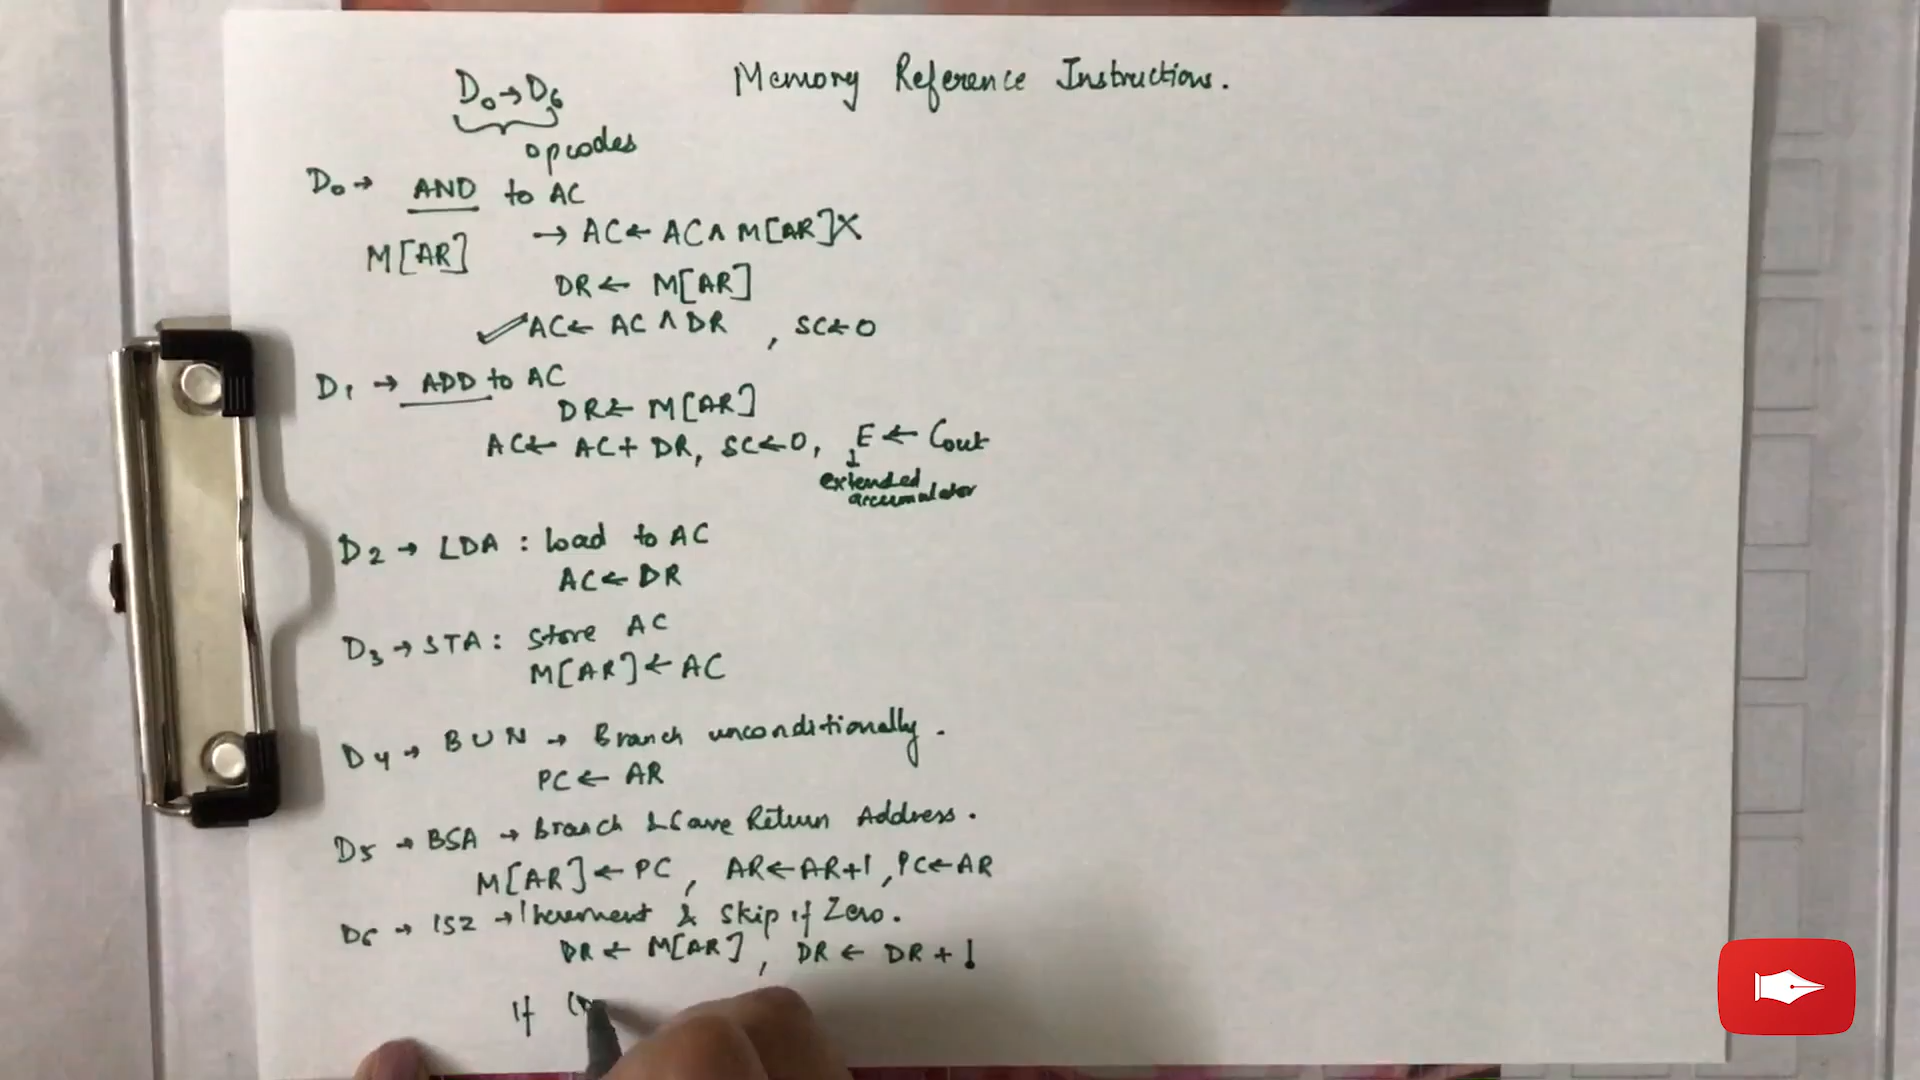 Memory Reference Instructions.
D0→D6
opcodes
D0→ AND to AC
M[AR] → AC← AC∧M[AR]X
DR← M[AR]
✓AC← AC ∧ DR , SC←0
D1 → ADD to AC
DR← M[AR]
AC← AC+ DR, SC←0, E ← Cout
↓
extended
accumulator
D2 → LDA : load to AC
AC← DR
D3 → STA : Store AC
M[AR]← AC
D4 → BUN → Branch unconditionally.
PC← AR
D5 → BSA → Branch & Save Return Address.
M[AR]← PC, AR←AR+1, PC←AR
D6 → ISZ → Increment & Skip if Zero.
DR ← M[AR], DR ← DR + 1
If (